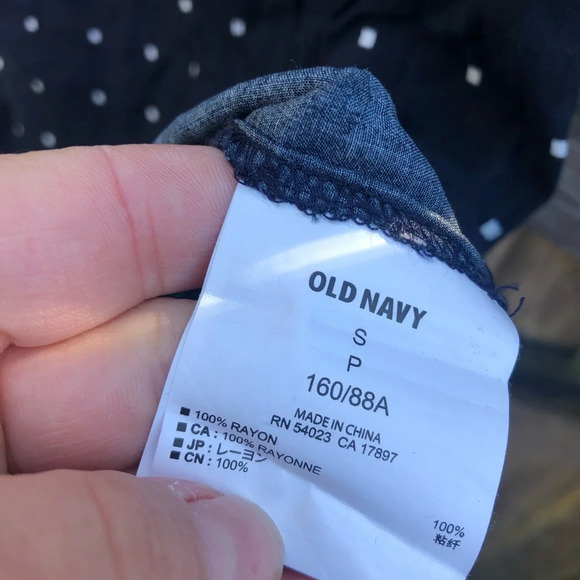 OLD NAVY
S
P
160/88A
MADE IN CHINA
RN 54023 CA 17897
■ 100% RAYON
■ CA : 100% RAYONNE
■ JP : レーヨン
■ CN : 100%
100%
粘纤